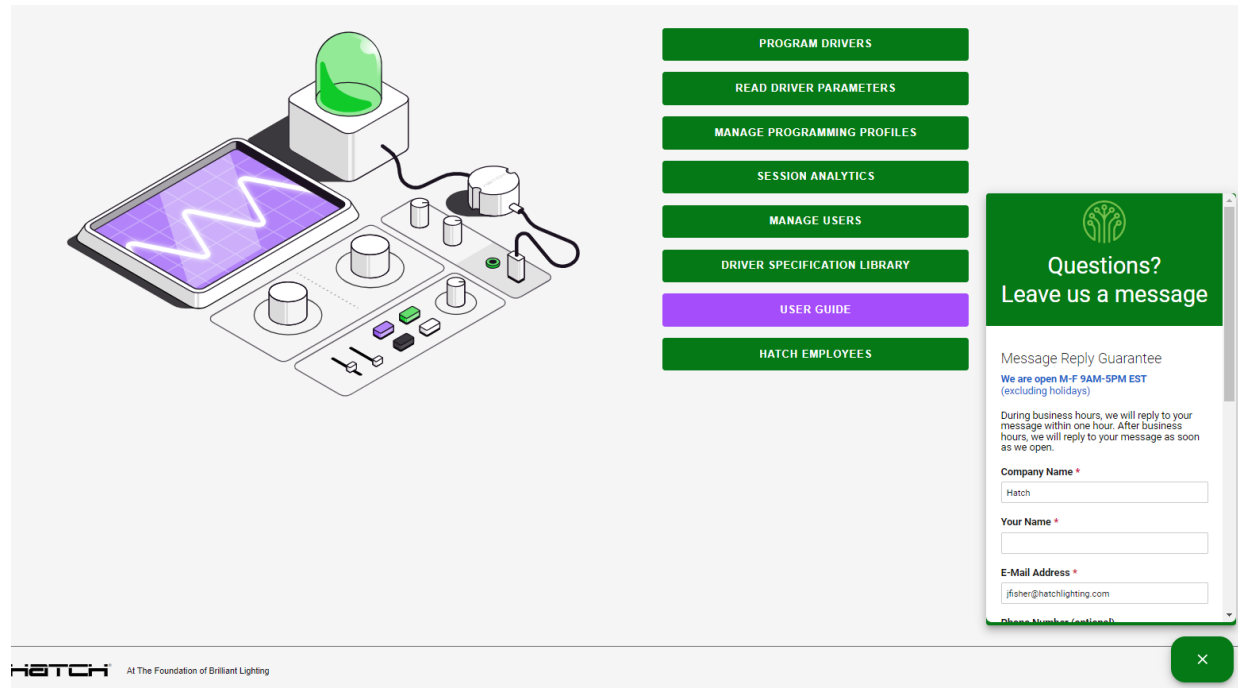 PROGRAM DRIVERS
READ DRIVER PARAMETERS
MANAGE PROGRAMMING PROFILES
SESSION ANALYTICS
MANAGE USERS
DRIVER SPECIFICATION LIBRARY
USER GUIDE
HATCH EMPLOYEES
Questions?
Leave us a message
Message Reply Guarantee
We are open M-F 9AM-5PM EST
(excluding holidays)
During business hours, we will reply to your
message within one hour. After business
hours, we will reply to your message as soon
as we open.
Company Name *
Hatch
Your Name *
E-Mail Address *
jfisher@hatchlighting.com
Phone Number (optional)
HATCH
At The Foundation of Brilliant Lighting